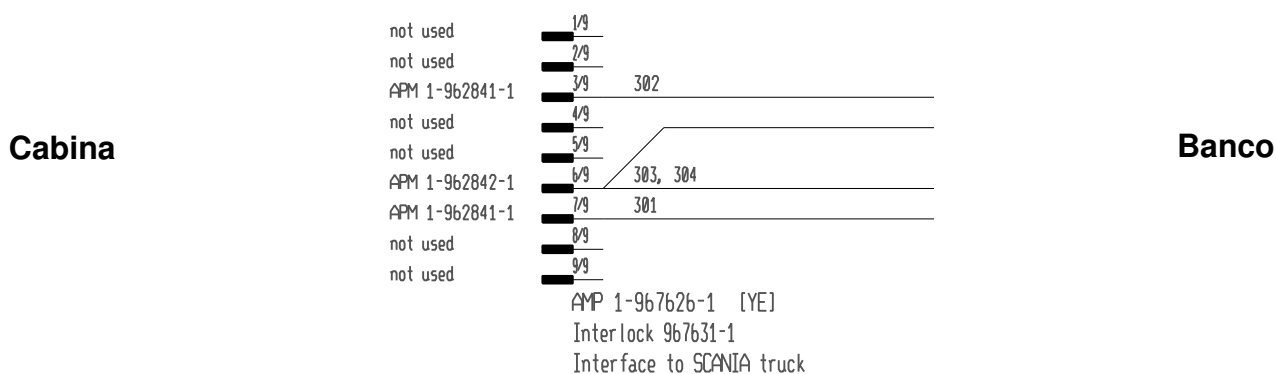 not used 1/9
not used 2/9
APM 1-962841-1 3/9 302
not used 4/9
Cabina
Banco
not used 5/9
APM 1-962842-1 6/9 303, 304
APM 1-962841-1 7/9 301
not used 8/9
not used 9/9
AMP 1-967626-1 [YE]
Interlock 967631-1
Interface to SCANIA truck